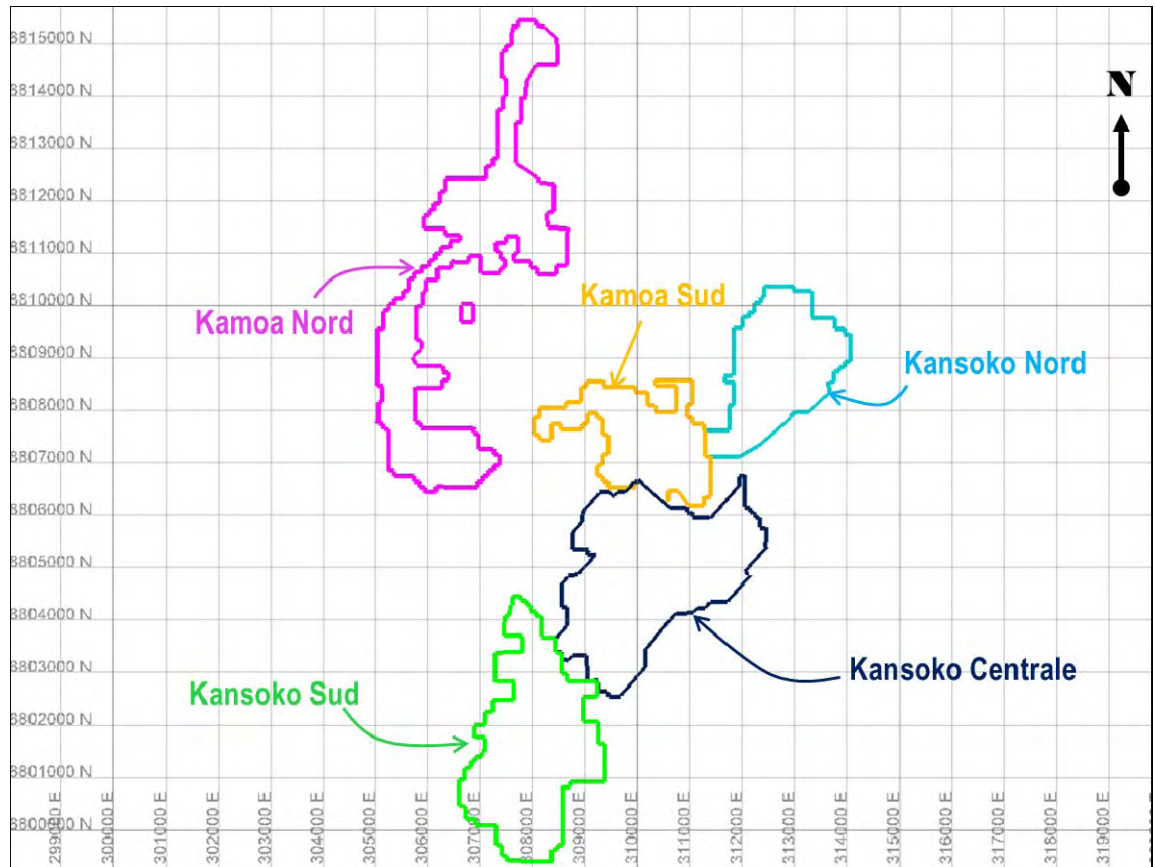 8815000 N
8814000 N
N
8813000 N
8812000 N
8811000 N
8810000 N
Kamoa Sud
Kamoa Nord
8809000 N
Kansoko Nord
8808000 N
8807000 N
8806000 N
8805000 N
8804000 N
8803000 N
Kansoko Centrale
Kansoko Sud
8802000 N
8801000 N
8800000 N
299000 E
300000 E
301000 E
302000 E
303000 E
304000 E
305000 E
306000 E
307000 E
308000 E
309000 E
310000 E
311000 E
312000 E
313000 E
314000 E
315000 E
316000 E
317000 E
318000 E
319000 E